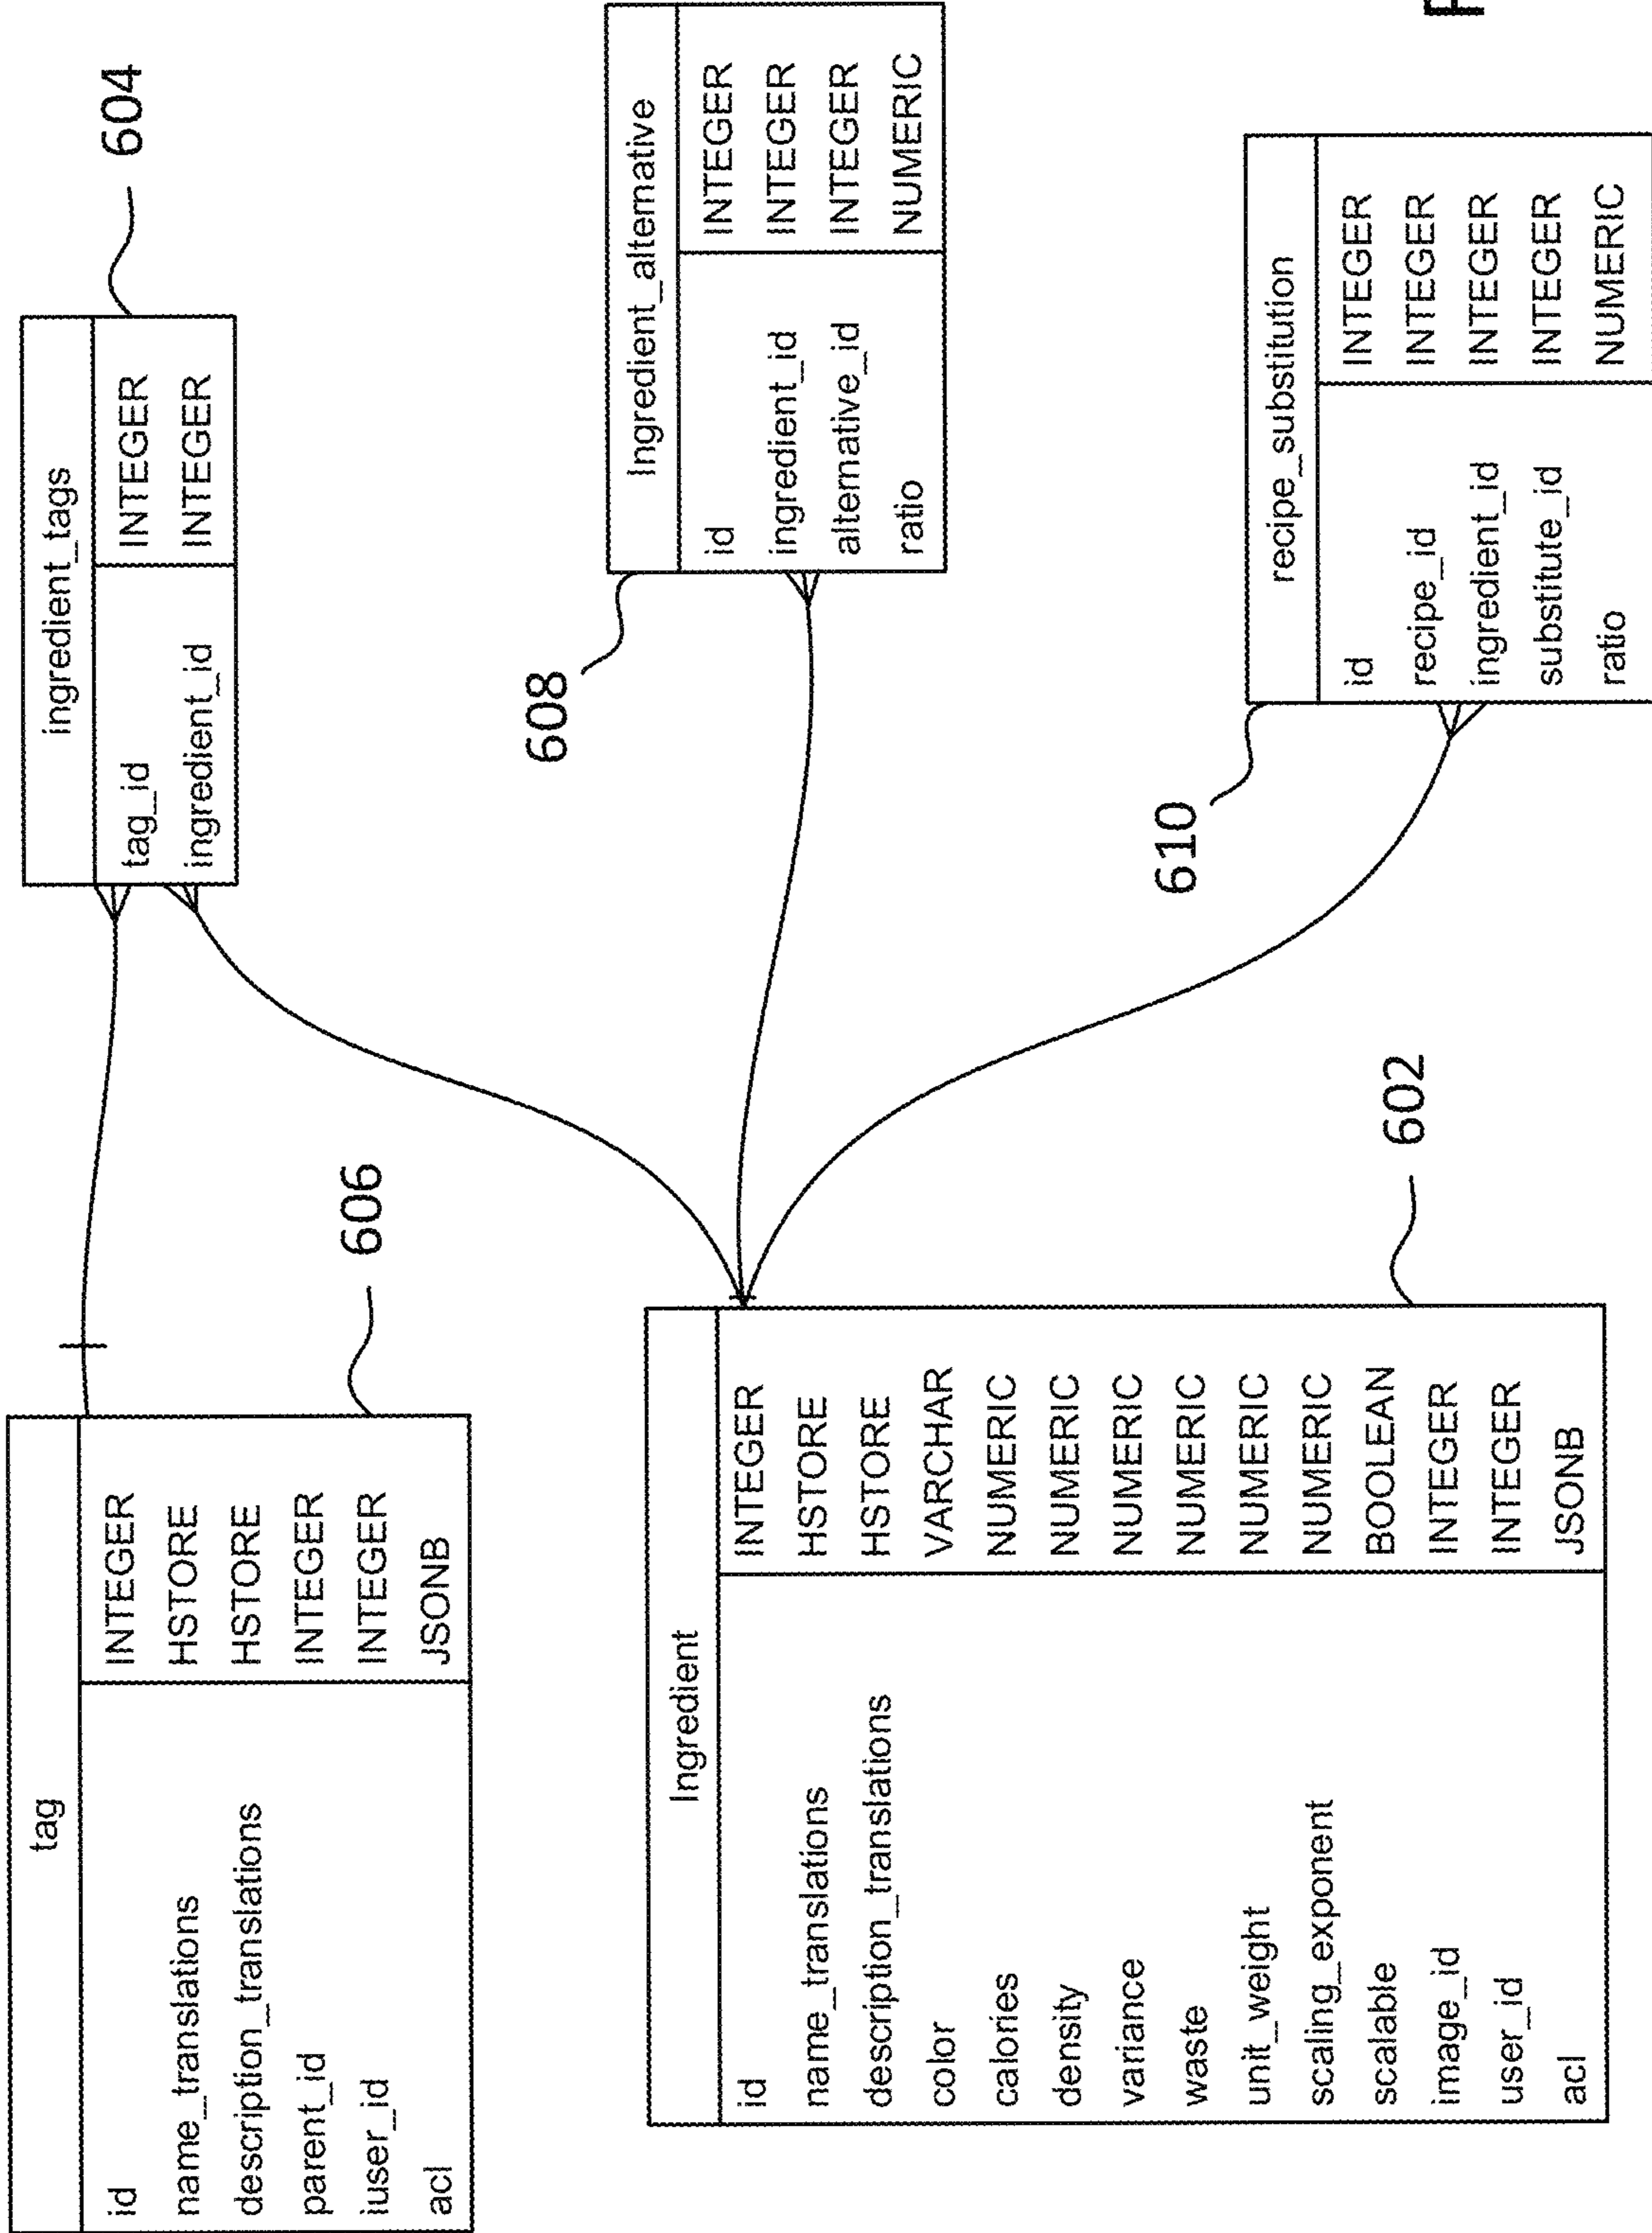 tag
id INTEGER
name_translations HSTORE
description_translations HSTORE
parent_id INTEGER
iuser_id INTEGER
acl JSONB
606
ingredient_tags
tag_id INTEGER
ingredient_id INTEGER
604
Ingredient
id INTEGER
name_translations HSTORE
description_translations HSTORE
color VARCHAR
calories NUMERIC
density NUMERIC
variance NUMERIC
waste NUMERIC
unit_weight NUMERIC
scaling_exponent NUMERIC
scalable BOOLEAN
image_id INTEGER
user_id INTEGER
acl JSONB
602
608
Ingredient_alternative
id INTEGER
ingredient_id INTEGER
alternative_id INTEGER
ratio NUMERIC
610
recipe_substitution
id INTEGER
recipe_id INTEGER
ingredient_id INTEGER
substitute_id INTEGER
ratio NUMERIC